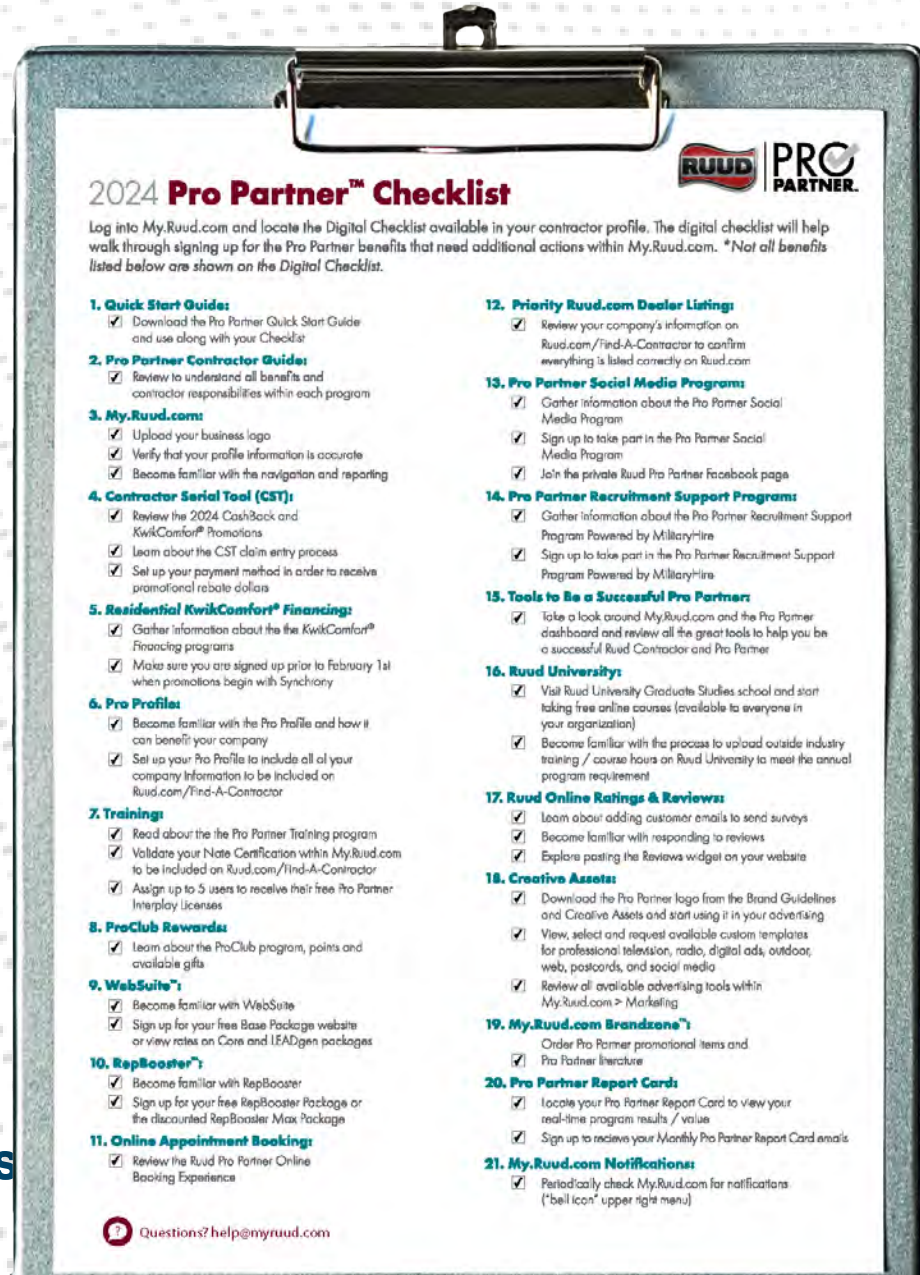 RUUD
PRO
PARTNER.
2024 Pro Partner™ Checklist
Log into My.Ruud.com and locate the Digital Checklist available in your contractor profile. The digital checklist will help
walk through signing up for the Pro Partner benefits that need additional actions within My.Ruud.com. *Not all benefits
listed below are shown on the Digital Checklist.
1. Quick Start Guide:
Download the Pro Partner Quick Start Guide
and use along with your Checklist
2. Pro Partner Contractor Guide:
Review to understand all benefits and
contractor responsibilities within each program
3. My.Ruud.com:
Upload your business logo
Verify that your profile information is accurate
Become familiar with the navigation and reporting
4. Contractor Serial Tool (CST):
Review the 2024 CashBack and
KwikComfort® Promotions
Learn about the CST claim entry process
Set up your payment method in order to receive
promotional rebate dollars
5. Residential KwikComfort® Financing:
Gather information about the the KwikComfort®
Financing programs
Make sure you are signed up prior to February 1st
when promotions begin with Synchrony
6. Pro Profile:
Become familiar with the Pro Profile and how it
can benefit your company
Set up your Pro Profile to include all of your
company Information to be included on
Ruud.com/Find-A-Contractor
7. Training:
Read about the the Pro Partner Training program
Validate your Nate Certification within My.Ruud.com
to be included on Ruud.com/Find-A-Contractor
Assign up to 5 users to receive their free Pro Partner
Interplay Licenses
8. ProClub Rewards:
Learn about the ProClub program, points and
available gifts
9. WebSuite™:
Become familiar with WebSuite
Sign up for your free Base Package website
or view rates on Core and LEADgen packages
10. RepBooster™:
Become familiar with RepBooster
Sign up for your free RepBooster Package or
the discounted RepBooster Max Package
11. Online Appointment Booking:
Review the Ruud Pro Partner Online
Booking Experience
12. Priority Ruud.com Dealer Listing:
Review your company's information on
Ruud.com/Find-A-Contractor to confirm
everything is listed correctly on Ruud.com
13. Pro Partner Social Media Program:
Gather information about the Pro Partner Social
Media Program
Sign up to take part in the Pro Partner Social
Media Program
Join the private Ruud Pro Partner Facebook page
14. Pro Partner Recruitment Support Program:
Gather information about the Pro Partner Recruitment Support
Program Powered by MilitaryHire
Sign up to take part in the Pro Partner Recruitment Support
Program Powered by MilitaryHire
15. Tools to Be a Successful Pro Partner:
Take a look around My.Ruud.com and the Pro Partner
dashboard and review all the great tools to help you be
a successful Ruud Contractor and Pro Partner
16. Ruud University:
Visit Ruud University Graduate Studies school and start
taking free online courses (available to everyone in
your organization)
Become familiar with the process to upload outside industry
training / course hours on Ruud University to meet the annual
program requirement
17. Ruud Online Ratings & Reviews:
Learn about adding customer emails to send surveys
Become familiar with responding to reviews
Explore posting the Reviews widget on your website
18. Creative Assets:
Download the Pro Partner logo from the Brand Guidelines
and Creative Assets and start using it in your advertising
View, select and request available custom templates
for professional television, radio, digital ads, outdoor,
web, postcards, and social media
Review all available advertising tools within
My.Ruud.com > Marketing
19. My.Ruud.com Brandzone™:
Order Pro Partner promotional items and
Pro Partner literature
20. Pro Partner Report Card:
Locate your Pro Partner Report Card to view your
real-time program results / value
Sign up to recieve your Monthly Pro Partner Report Card emails
21. My.Ruud.com Notifications:
Periodically check My.Ruud.com for notifications
("bell icon" upper right menu)
s
? Questions? help@myruud.com